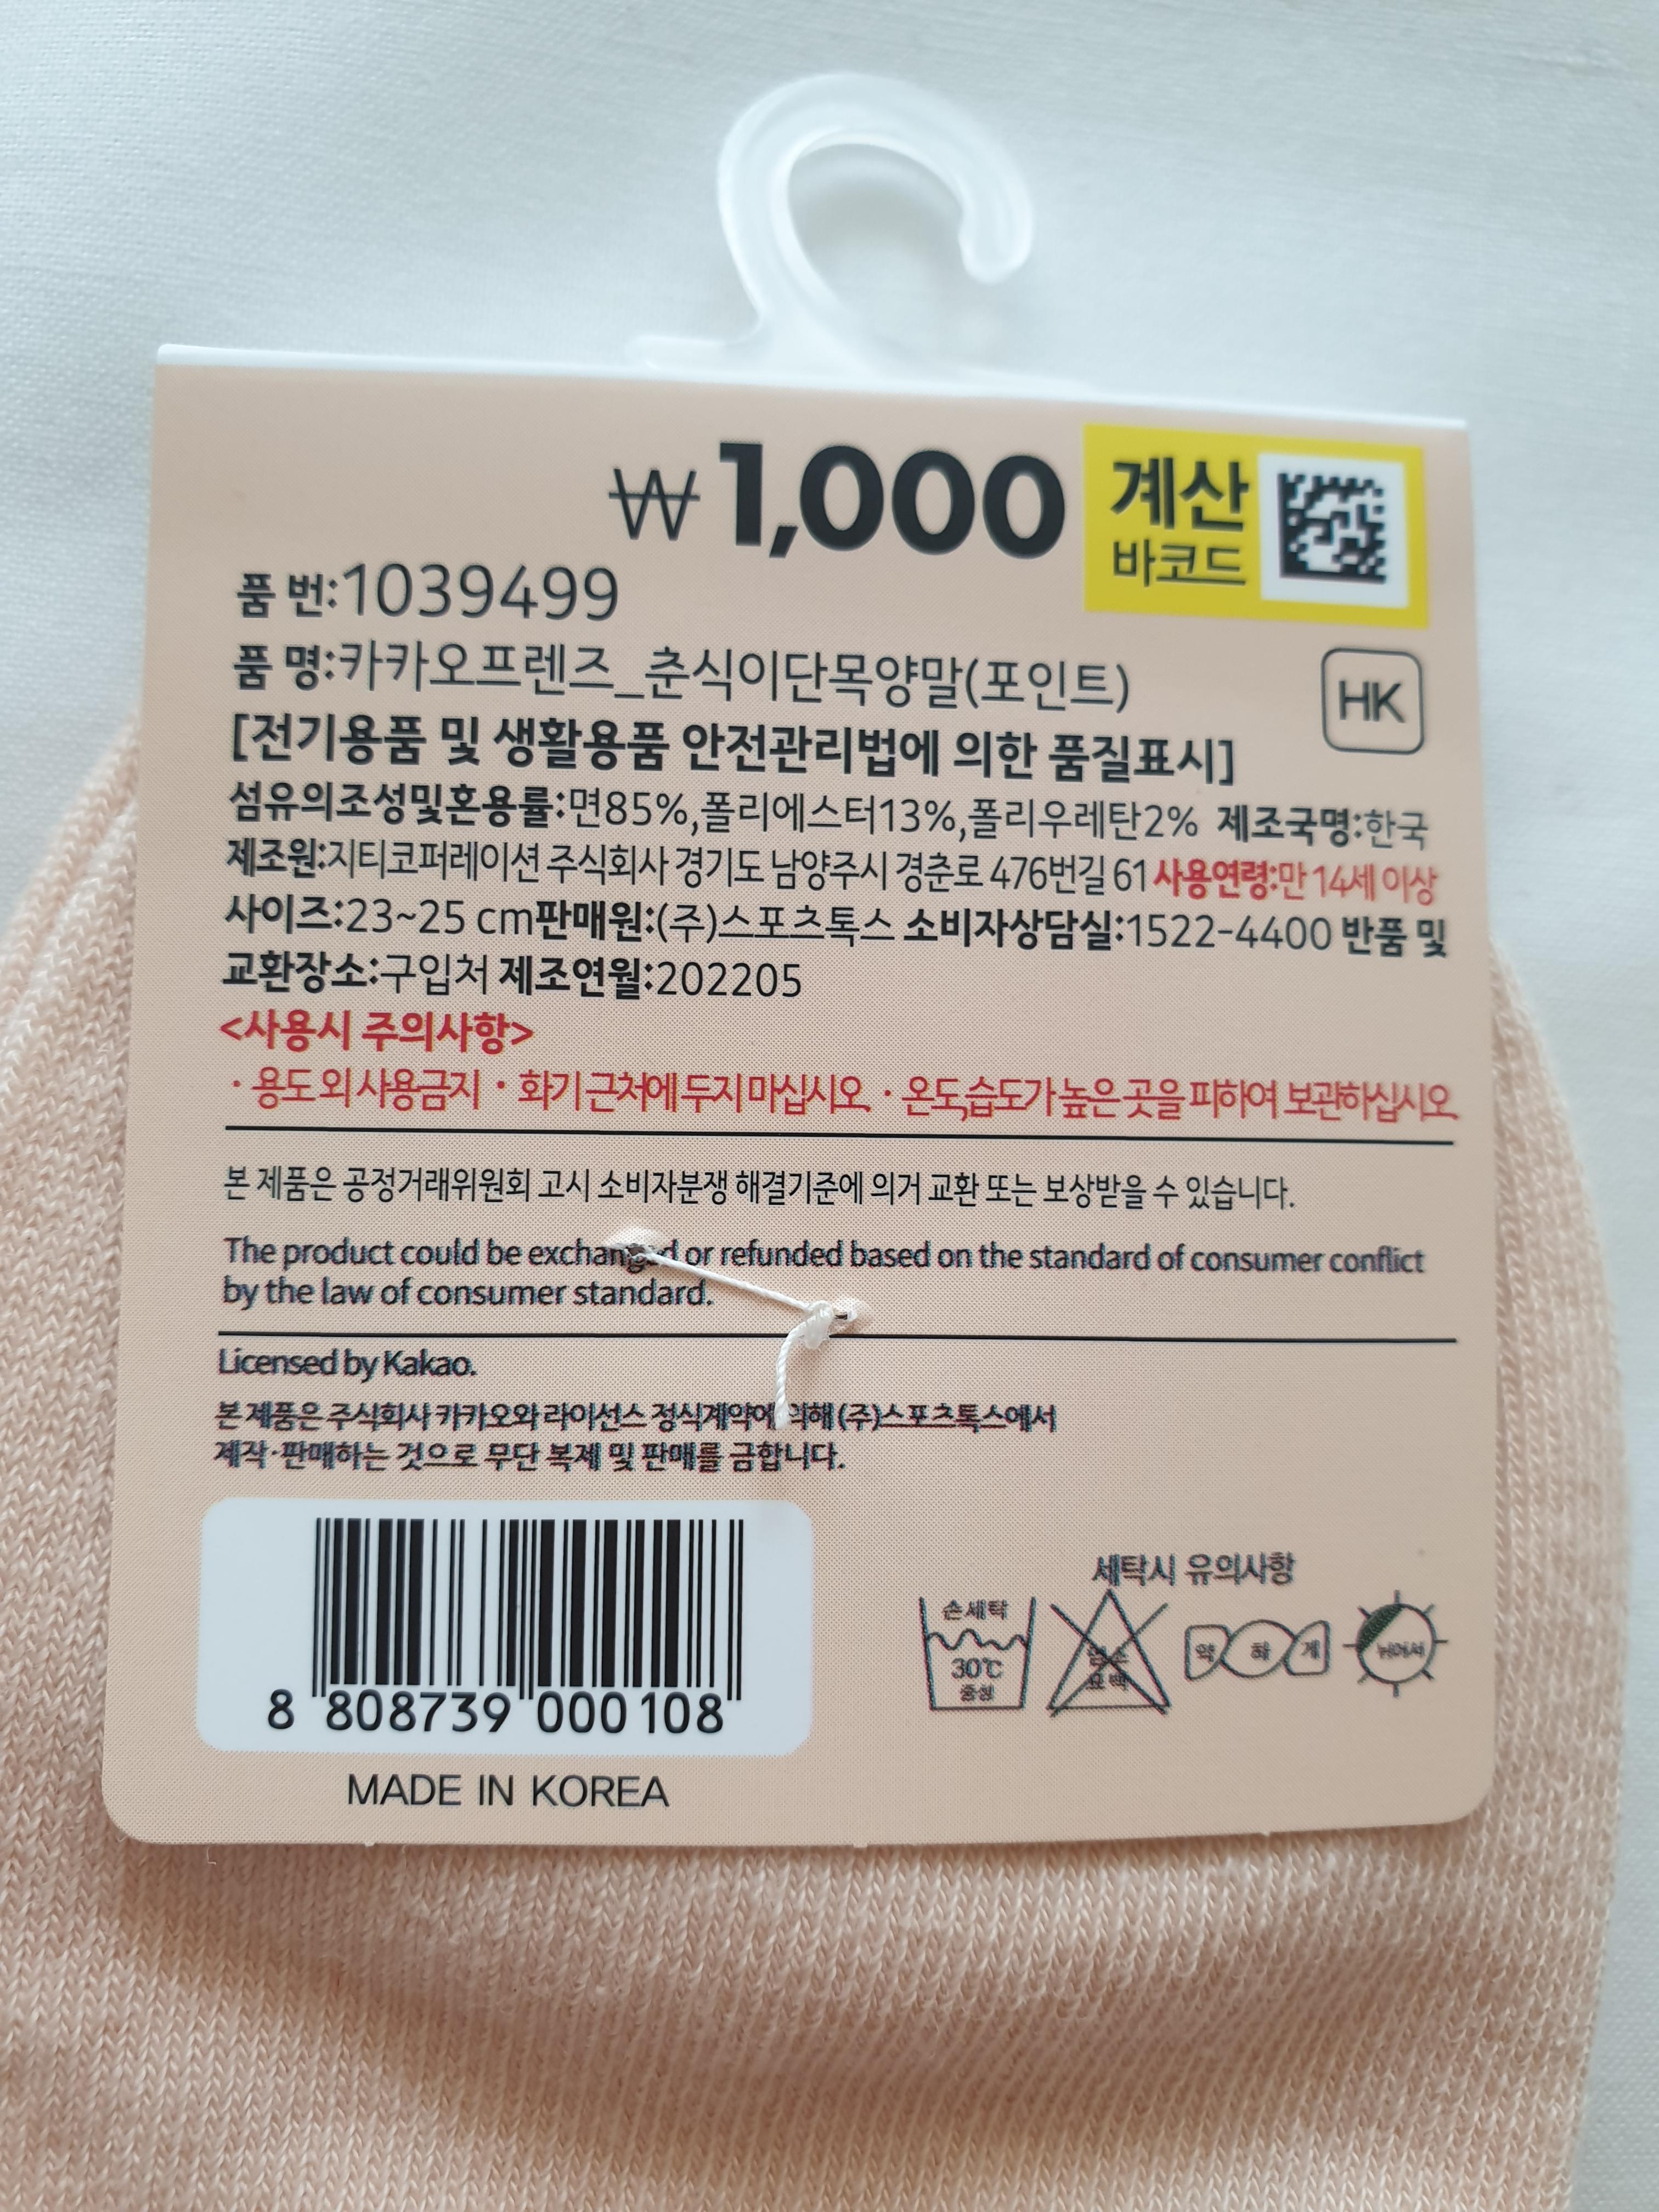 ₩1,000
계산
바코드
품 번:1039499
품 명:카카오프렌즈_춘식이단목양말(포인트)
HK
[전기용품 및 생활용품 안전관리법에 의한 품질표시]
섬유의조성및혼용률:면85%,폴리에스터13%,폴리우레탄2% 제조국명:한국
제조원:지티코퍼레이션 주식회사 경기도 남양주시 경춘로 476번길 61 사용연령:만 14세 이상
사이즈:23~25 cm판매원:(주)스포츠톡스 소비자상담실:1522-4400 반품 및
교환장소:구입처 제조연월:202205
<사용시 주의사항>
· 용도 외 사용금지 · 화기 근처에 두지 마십시오. · 온도,습도가 높은 곳을 피하여 보관하십시오.
본 제품은 공정거래위원회 고시 소비자분쟁 해결기준에 의거 교환 또는 보상받을 수 있습니다.
The product could be exchanged or refunded based on the standard of consumer conflict
by the law of consumer standard.
Licensed by Kakao.
본 제품은 주식회사 카카오와 라이선스 정식계약에 의해 (주)스포츠톡스에서
제작·판매하는 것으로 무단 복제 및 판매를 금합니다.
세탁시 유의사항
손세탁
30℃
중성
염소
표백
약 하 게
뉘어서
8 808739 000108
MADE IN KOREA